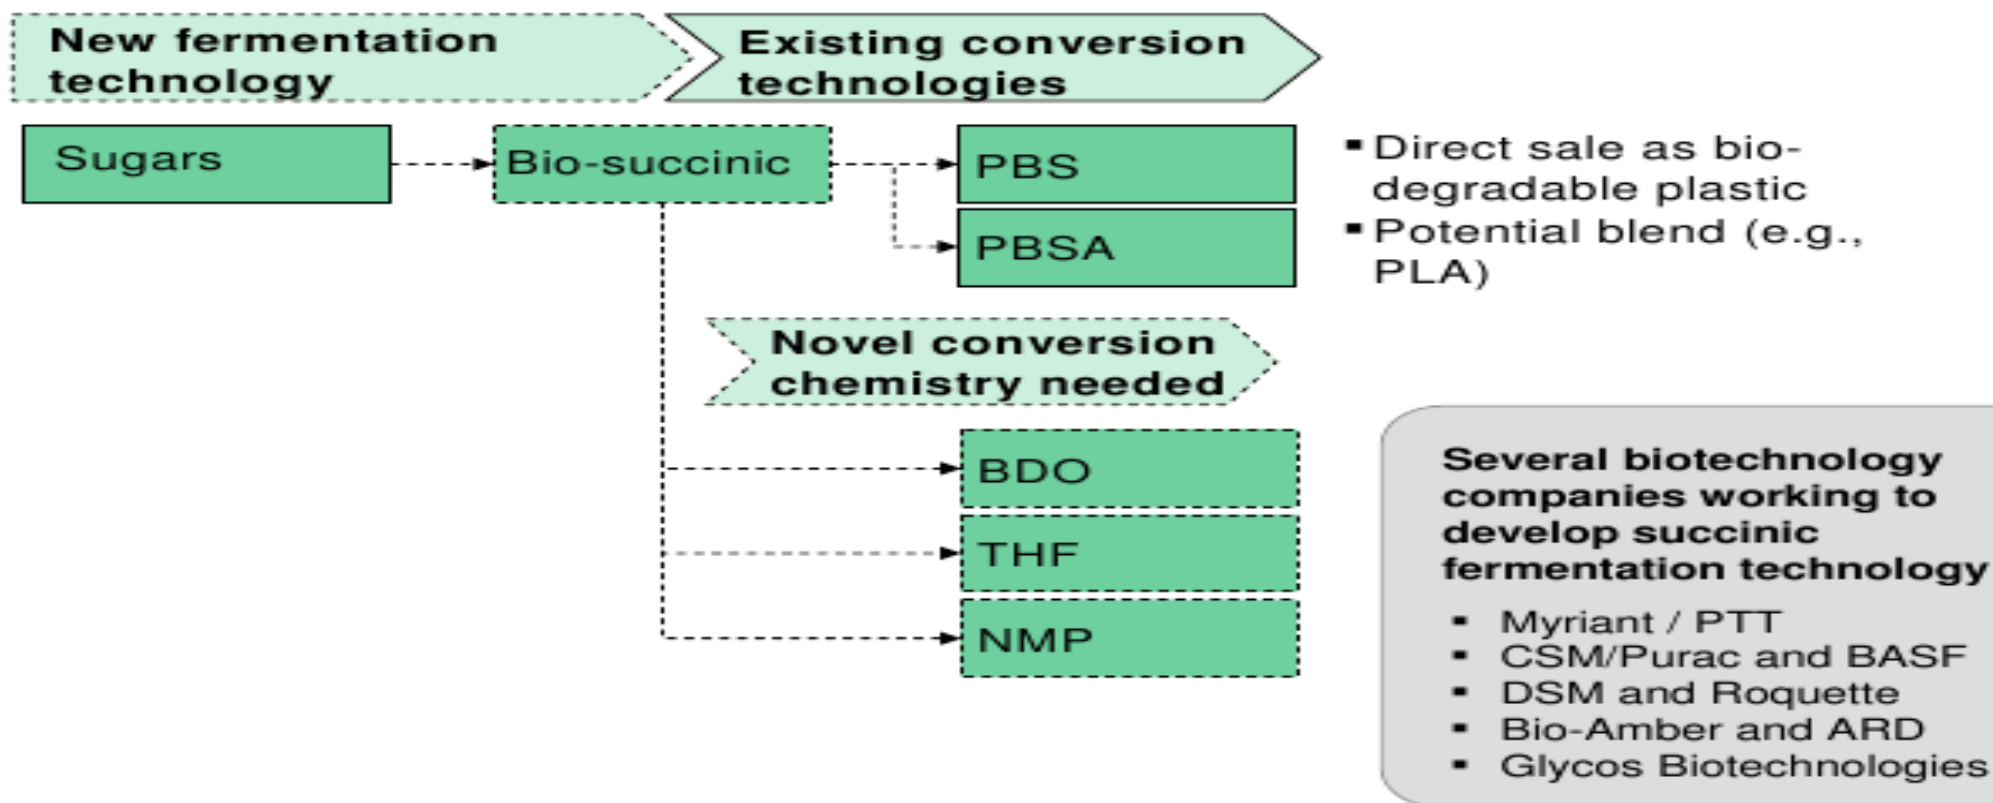 New fermentation
technology
Existing conversion
technologies
Sugars
Bio-succinic
PBS
PBSA
▪ Direct sale as bio-
degradable plastic
▪ Potential blend (e.g.,
PLA)
Novel conversion
chemistry needed
BDO
THF
NMP
Several biotechnology
companies working to
develop succinic
fermentation technology
▪ Myriant / PTT
▪ CSM/Purac and BASF
▪ DSM and Roquette
▪ Bio-Amber and ARD
▪ Glycos Biotechnologies